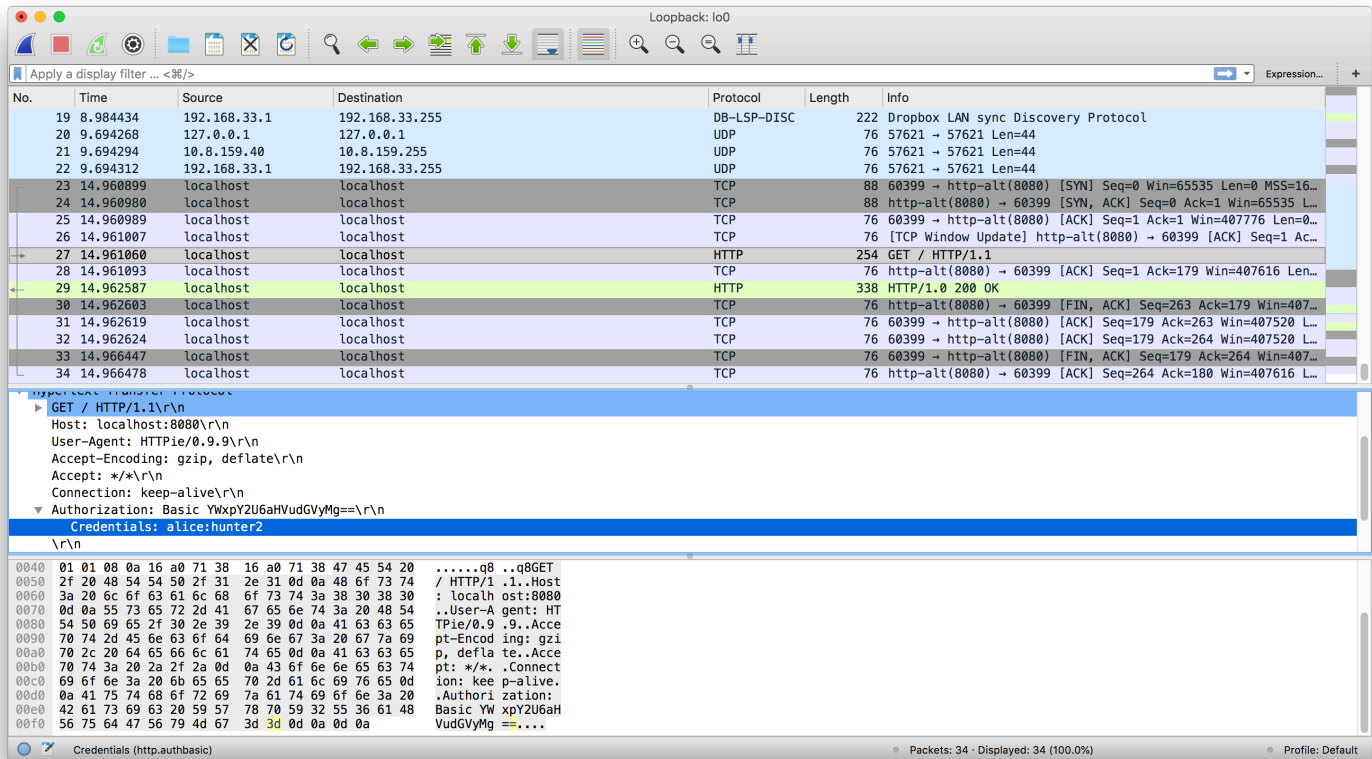 Loopback: lo0
Apply a display filter ... <⌘/>
Expression...
+
No. Time Source Destination Protocol Length Info
19 8.984434 192.168.33.1 192.168.33.255 DB-LSP-DISC 222 Dropbox LAN sync Discovery Protocol
20 9.694268 127.0.0.1 127.0.0.1 UDP 76 57621 → 57621 Len=44
21 9.694294 10.8.159.40 10.8.159.255 UDP 76 57621 → 57621 Len=44
22 9.694312 192.168.33.1 192.168.33.255 UDP 76 57621 → 57621 Len=44
23 14.960899 localhost localhost TCP 88 60399 → http-alt(8080) [SYN] Seq=0 Win=65535 Len=0 MSS=16…
24 14.960980 localhost localhost TCP 88 http-alt(8080) → 60399 [SYN, ACK] Seq=0 Ack=1 Win=65535 L…
25 14.960989 localhost localhost TCP 76 60399 → http-alt(8080) [ACK] Seq=1 Ack=1 Win=407776 Len=0…
26 14.961007 localhost localhost TCP 76 [TCP Window Update] http-alt(8080) → 60399 [ACK] Seq=1 Ac…
27 14.961060 localhost localhost HTTP 254 GET / HTTP/1.1
28 14.961093 localhost localhost TCP 76 http-alt(8080) → 60399 [ACK] Seq=1 Ack=179 Win=407616 Len…
29 14.962587 localhost localhost HTTP 338 HTTP/1.0 200 OK
30 14.962603 localhost localhost TCP 76 http-alt(8080) → 60399 [FIN, ACK] Seq=263 Ack=179 Win=407…
31 14.962619 localhost localhost TCP 76 60399 → http-alt(8080) [ACK] Seq=179 Ack=263 Win=407520 L…
32 14.962624 localhost localhost TCP 76 60399 → http-alt(8080) [ACK] Seq=179 Ack=264 Win=407520 L…
33 14.966447 localhost localhost TCP 76 60399 → http-alt(8080) [FIN, ACK] Seq=179 Ack=264 Win=407…
34 14.966478 localhost localhost TCP 76 http-alt(8080) → 60399 [ACK] Seq=264 Ack=180 Win=407616 L…
Hypertext Transfer Protocol
GET / HTTP/1.1\r\n
Host: localhost:8080\r\n
User-Agent: HTTPie/0.9.9\r\n
Accept-Encoding: gzip, deflate\r\n
Accept: */*\r\n
Connection: keep-alive\r\n
Authorization: Basic YWxpY2U6aHVudGVyMg==\r\n
Credentials: alice:hunter2
\r\n
0040 01 01 08 0a 16 a0 71 38 16 a0 71 38 47 45 54 20 ......q8 ..q8GET
0050 2f 20 48 54 54 50 2f 31 2e 31 0d 0a 48 6f 73 74 / HTTP/1 .1..Host
0060 3a 20 6c 6f 63 61 6c 68 6f 73 74 3a 38 30 38 30 : localh ost:8080
0070 0d 0a 55 73 65 72 2d 41 67 65 6e 74 3a 20 48 54 ..User-A gent: HT
0080 54 50 69 65 2f 30 2e 39 2e 39 0d 0a 41 63 63 65 TPie/0.9 .9..Acce
0090 70 74 2d 45 6e 63 6f 64 69 6e 67 3a 20 67 7a 69 pt-Encod ing: gzi
00a0 70 2c 20 64 65 66 6c 61 74 65 0d 0a 41 63 63 65 p, defla te..Acce
00b0 70 74 3a 20 2a 2f 2a 0d 0a 43 6f 6e 6e 65 63 74 pt: */*. .Connect
00c0 69 6f 6e 3a 20 6b 65 65 70 2d 61 6c 69 76 65 0d ion: kee p-alive.
00d0 0a 41 75 74 68 6f 72 69 7a 61 74 69 6f 6e 3a 20 .Authori zation:
00e0 42 61 73 69 63 20 59 57 78 70 59 32 55 36 61 48 Basic YW xpY2U6aH
00f0 56 75 64 47 56 79 4d 67 3d 3d 0d 0a 0d 0a VudGVyMg ==....
Credentials (http.authbasic)
Packets: 34 · Displayed: 34 (100.0%)
Profile: Default